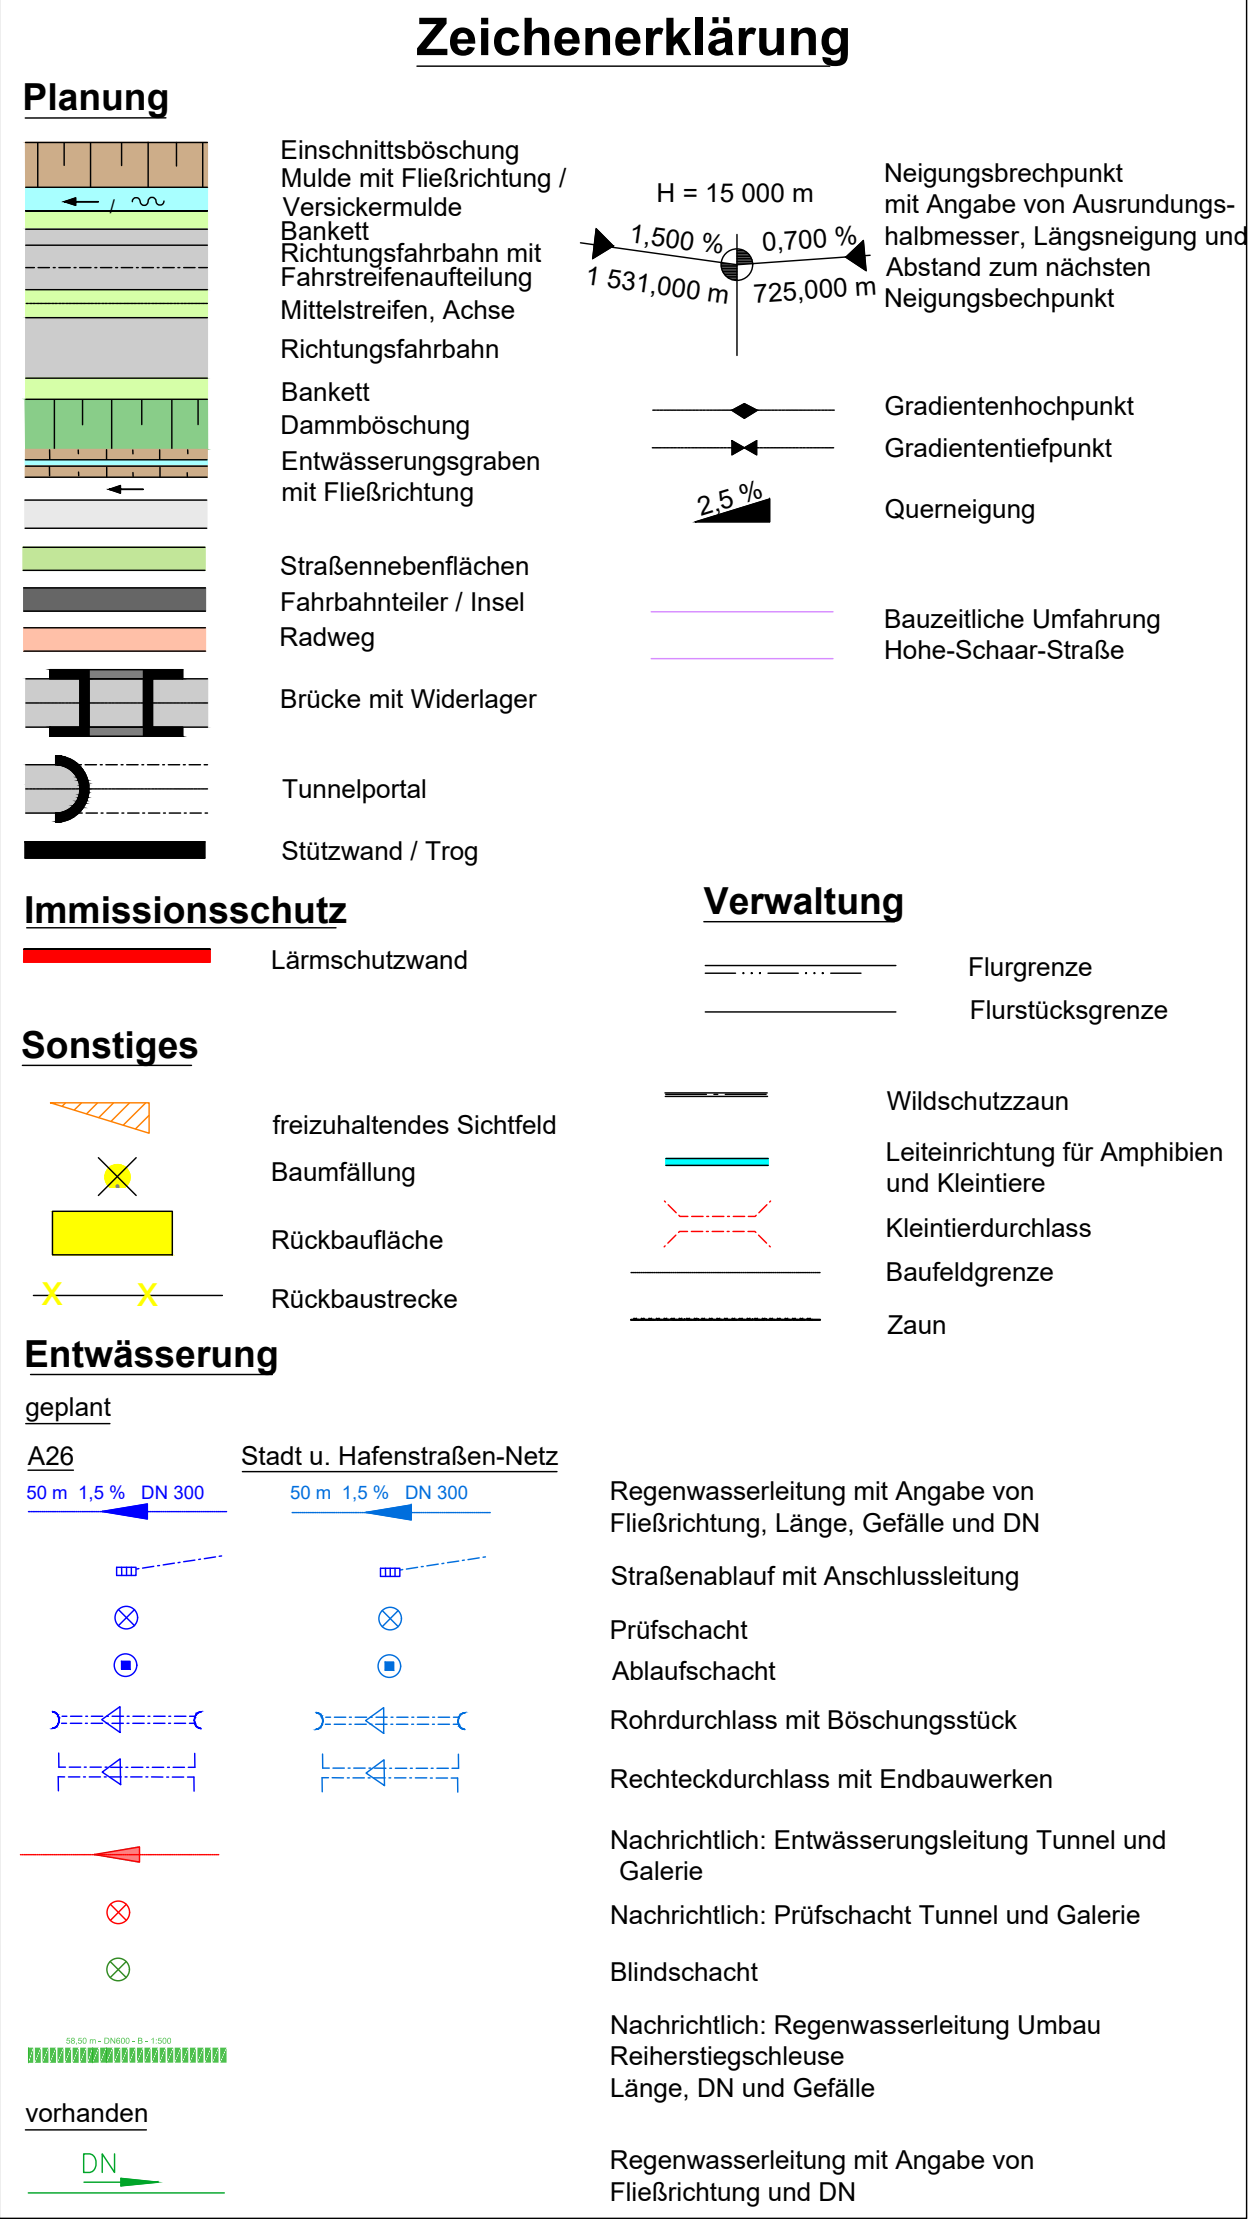 Zeichenerklärung
Planung
Einschnittsböschung
Mulde mit Fließrichtung /
Versickermulde
Bankett
Richtungsfahrbahn mit
Fahrstreifenaufteilung
Mittelstreifen, Achse
Richtungsfahrbahn
Bankett
Dammböschung
Entwässerungsgraben
mit Fließrichtung
Straßennebenflächen
Fahrbahnteiler / Insel
Radweg
Brücke mit Widerlager
Tunnelportal
Stützwand / Trog
/
H = 15 000 m
1,500 % 0,700 %
1 531,000 m 725,000 m
Neigungsbrechpunkt
mit Angabe von Ausrundungs-
halbmesser, Längsneigung und
Abstand zum nächsten
Neigungsbechpunkt
Gradientenhochpunkt
Gradiententiefpunkt
2,5 %
Querneigung
Bauzeitliche Umfahrung
Hohe-Schaar-Straße
Immissionsschutz
Lärmschutzwand
Verwaltung
Flurgrenze
Flurstücksgrenze
Sonstiges
freizuhaltendes Sichtfeld
Baumfällung
Rückbaufläche
X X
Rückbaustrecke
Wildschutzzaun
Leiteinrichtung für Amphibien
und Kleintiere
Kleintierdurchlass
Baufeldgrenze
Zaun
Entwässerung
geplant
A26 Stadt u. Hafenstraßen-Netz
50 m 1,5 % DN 300 50 m 1,5 % DN 300
Regenwasserleitung mit Angabe von
Fließrichtung, Länge, Gefälle und DN
Straßenablauf mit Anschlussleitung
Prüfschacht
Ablaufschacht
Rohrdurchlass mit Böschungsstück
Rechteckdurchlass mit Endbauwerken
Nachrichtlich: Entwässerungsleitung Tunnel und
Galerie
Nachrichtlich: Prüfschacht Tunnel und Galerie
Blindschacht
58,50 m - DN600 - B - 1:500
Nachrichtlich: Regenwasserleitung Umbau
Reiherstiegschleuse
Länge, DN und Gefälle
vorhanden
DN
Regenwasserleitung mit Angabe von
Fließrichtung und DN